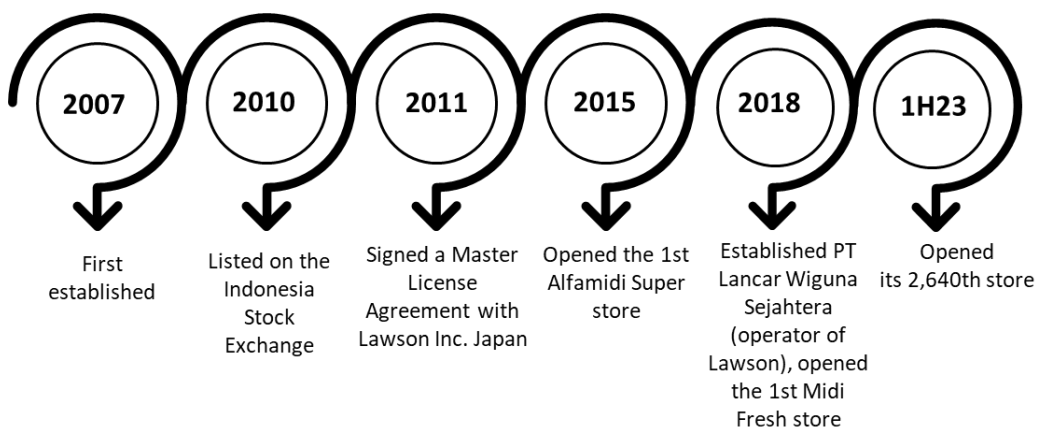 2007
First
established
2010
Listed on the
Indonesia
Stock
Exchange
2011
Signed a Master
License
Agreement with
Lawson Inc. Japan
2015
Opened the 1st
Alfamidi Super
store
2018
Established PT
Lancar Wiguna
Sejahtera
(operator of
Lawson), opened
the 1st Midi
Fresh store
1H23
Opened
its 2,640th store